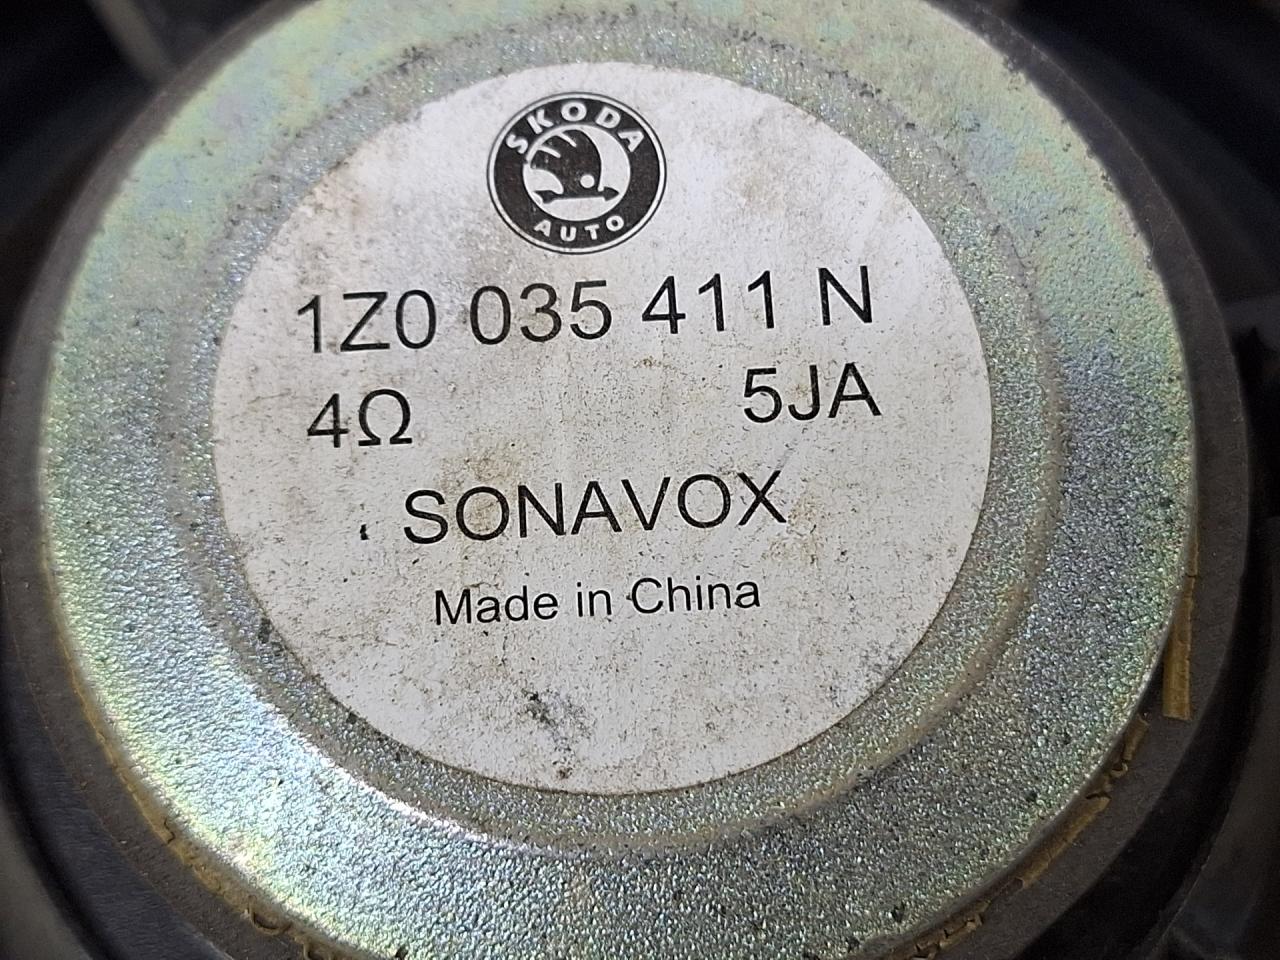 SKODA
AUTO
1Z0 035 411 N
4Ω 5JA
SONAVOX
Made in China